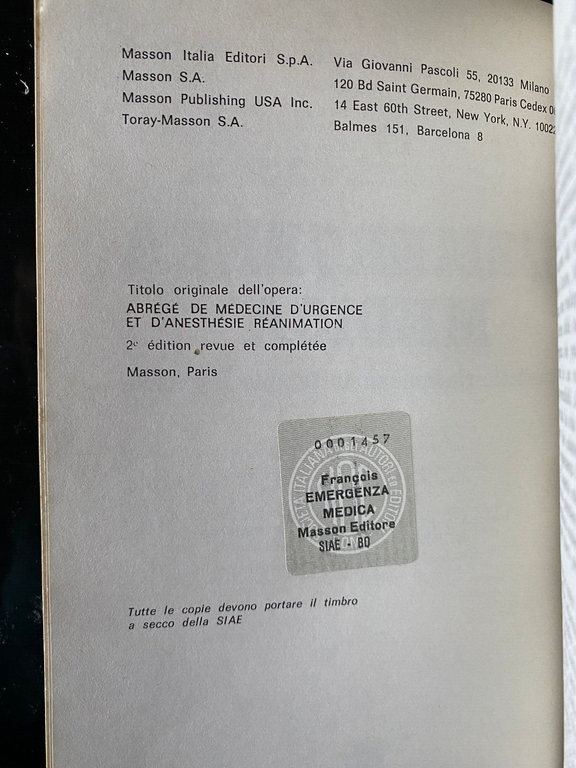 Masson Italia Editori S.p.A. Via Giovanni Pascoli 55, 20133 Milano
Masson S.A. 120 Bd Saint Germain, 75280 Paris Cedex
Masson Publishing USA Inc. 14 East 60th Street, New York, N.Y. 10022
Toray-Masson S.A. Balmes 151, Barcelona 8
Titolo originale dell'opera:
ABRÉGÉ DE MÉDECINE D'URGENCE
ET D'ANESTHÉSIE RÉANIMATION
2e édition revue et complétée
Masson, Paris
0001457
François
EMERGENZA
MEDICA
Masson Editore
SIAE - BO
Tutte le copie devono portare il timbro
a secco della SIAE